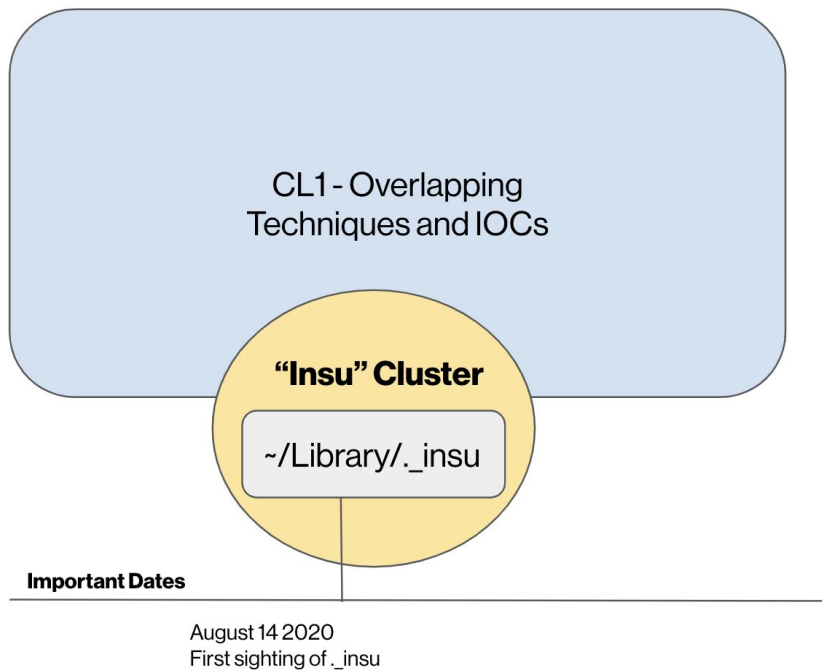 CL1 - Overlapping
Techniques and IOCs
“Insu” Cluster
~/Library/._insu
Important Dates
August 14 2020
First sighting of ._insu